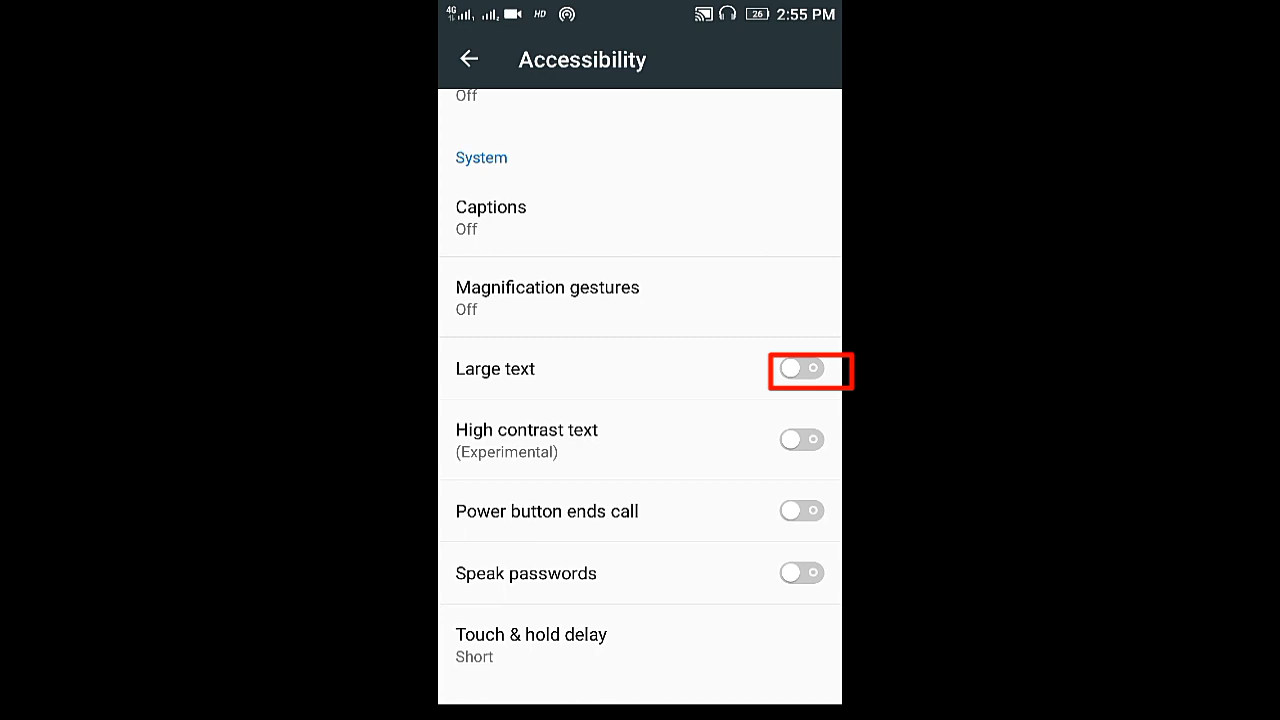 4G HD 26 2:55 PM
Accessibility
Off
System
Captions
Off
Magnification gestures
Off
Large text
High contrast text
(Experimental)
Power button ends call
Speak passwords
Touch & hold delay
Short